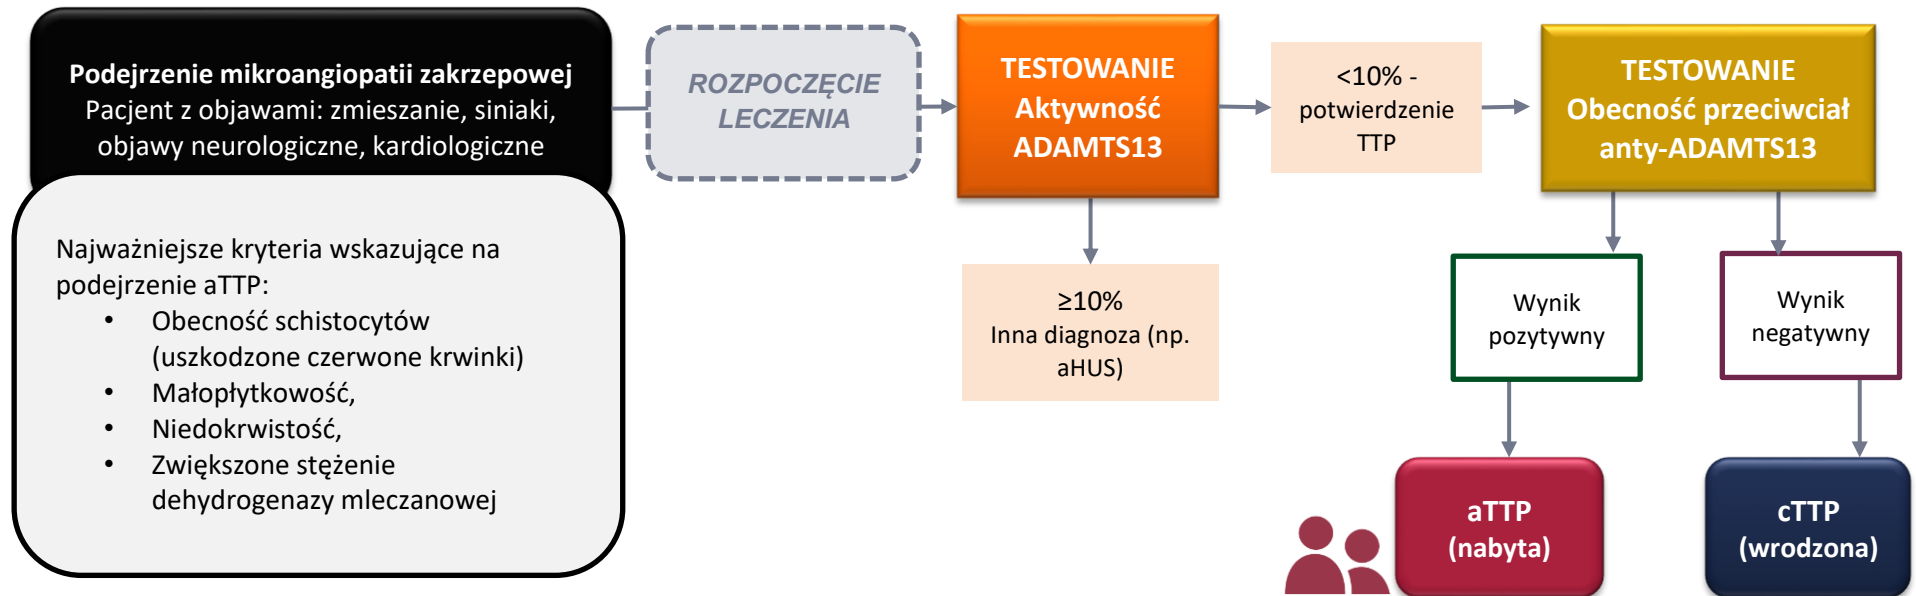 Podejrzenie mikroangiopatii zakrzepowej
Pacjent z objawami: zmieszanie, siniaki,
objawy neurologiczne, kardiologiczne
Najważniejsze kryteria wskazujące na
podejrzenie aTTP:
• Obecność schistocytów
(uszkodzone czerwone krwinki)
• Małopłytkowość,
• Niedokrwistość,
• Zwiększone stężenie
dehydrogenazy mleczanowej
ROZPOCZĘCIE
LECZENIA
TESTOWANIE
Aktywność
ADAMTS13
≥10%
Inna diagnoza (np.
aHUS)
<10% -
potwierdzenie
TTP
TESTOWANIE
Obecność przeciwciał
anty-ADAMTS13
Wynik
pozytywny
Wynik
negatywny
aTTP
(nabyta)
cTTP
(wrodzona)